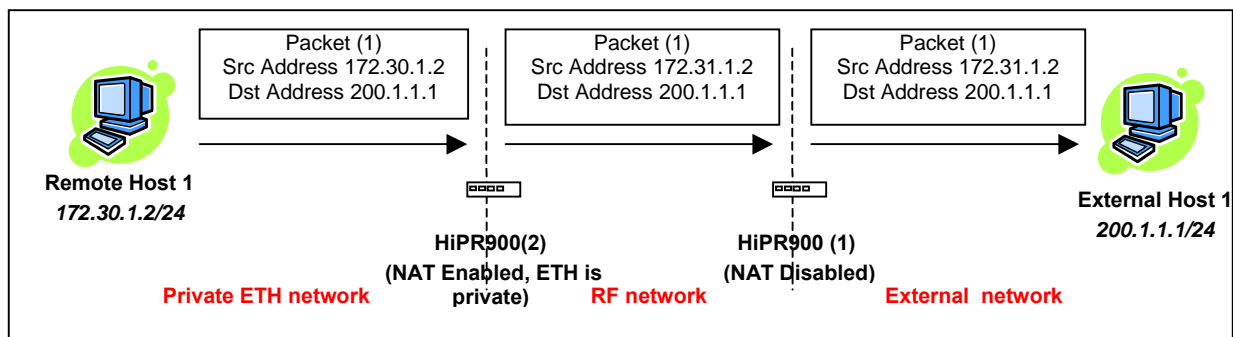 Packet (1)
Src Address 172.30.1.2
Dst Address 200.1.1.1
Packet (1)
Src Address 172.31.1.2
Dst Address 200.1.1.1
Packet (1)
Src Address 172.31.1.2
Dst Address 200.1.1.1
Remote Host 1
172.30.1.2/24
External Host 1
200.1.1.1/24
HiPR900(2)
(NAT Enabled, ETH is
private)
HiPR900 (1)
(NAT Disabled)
Private ETH network
RF network
External network